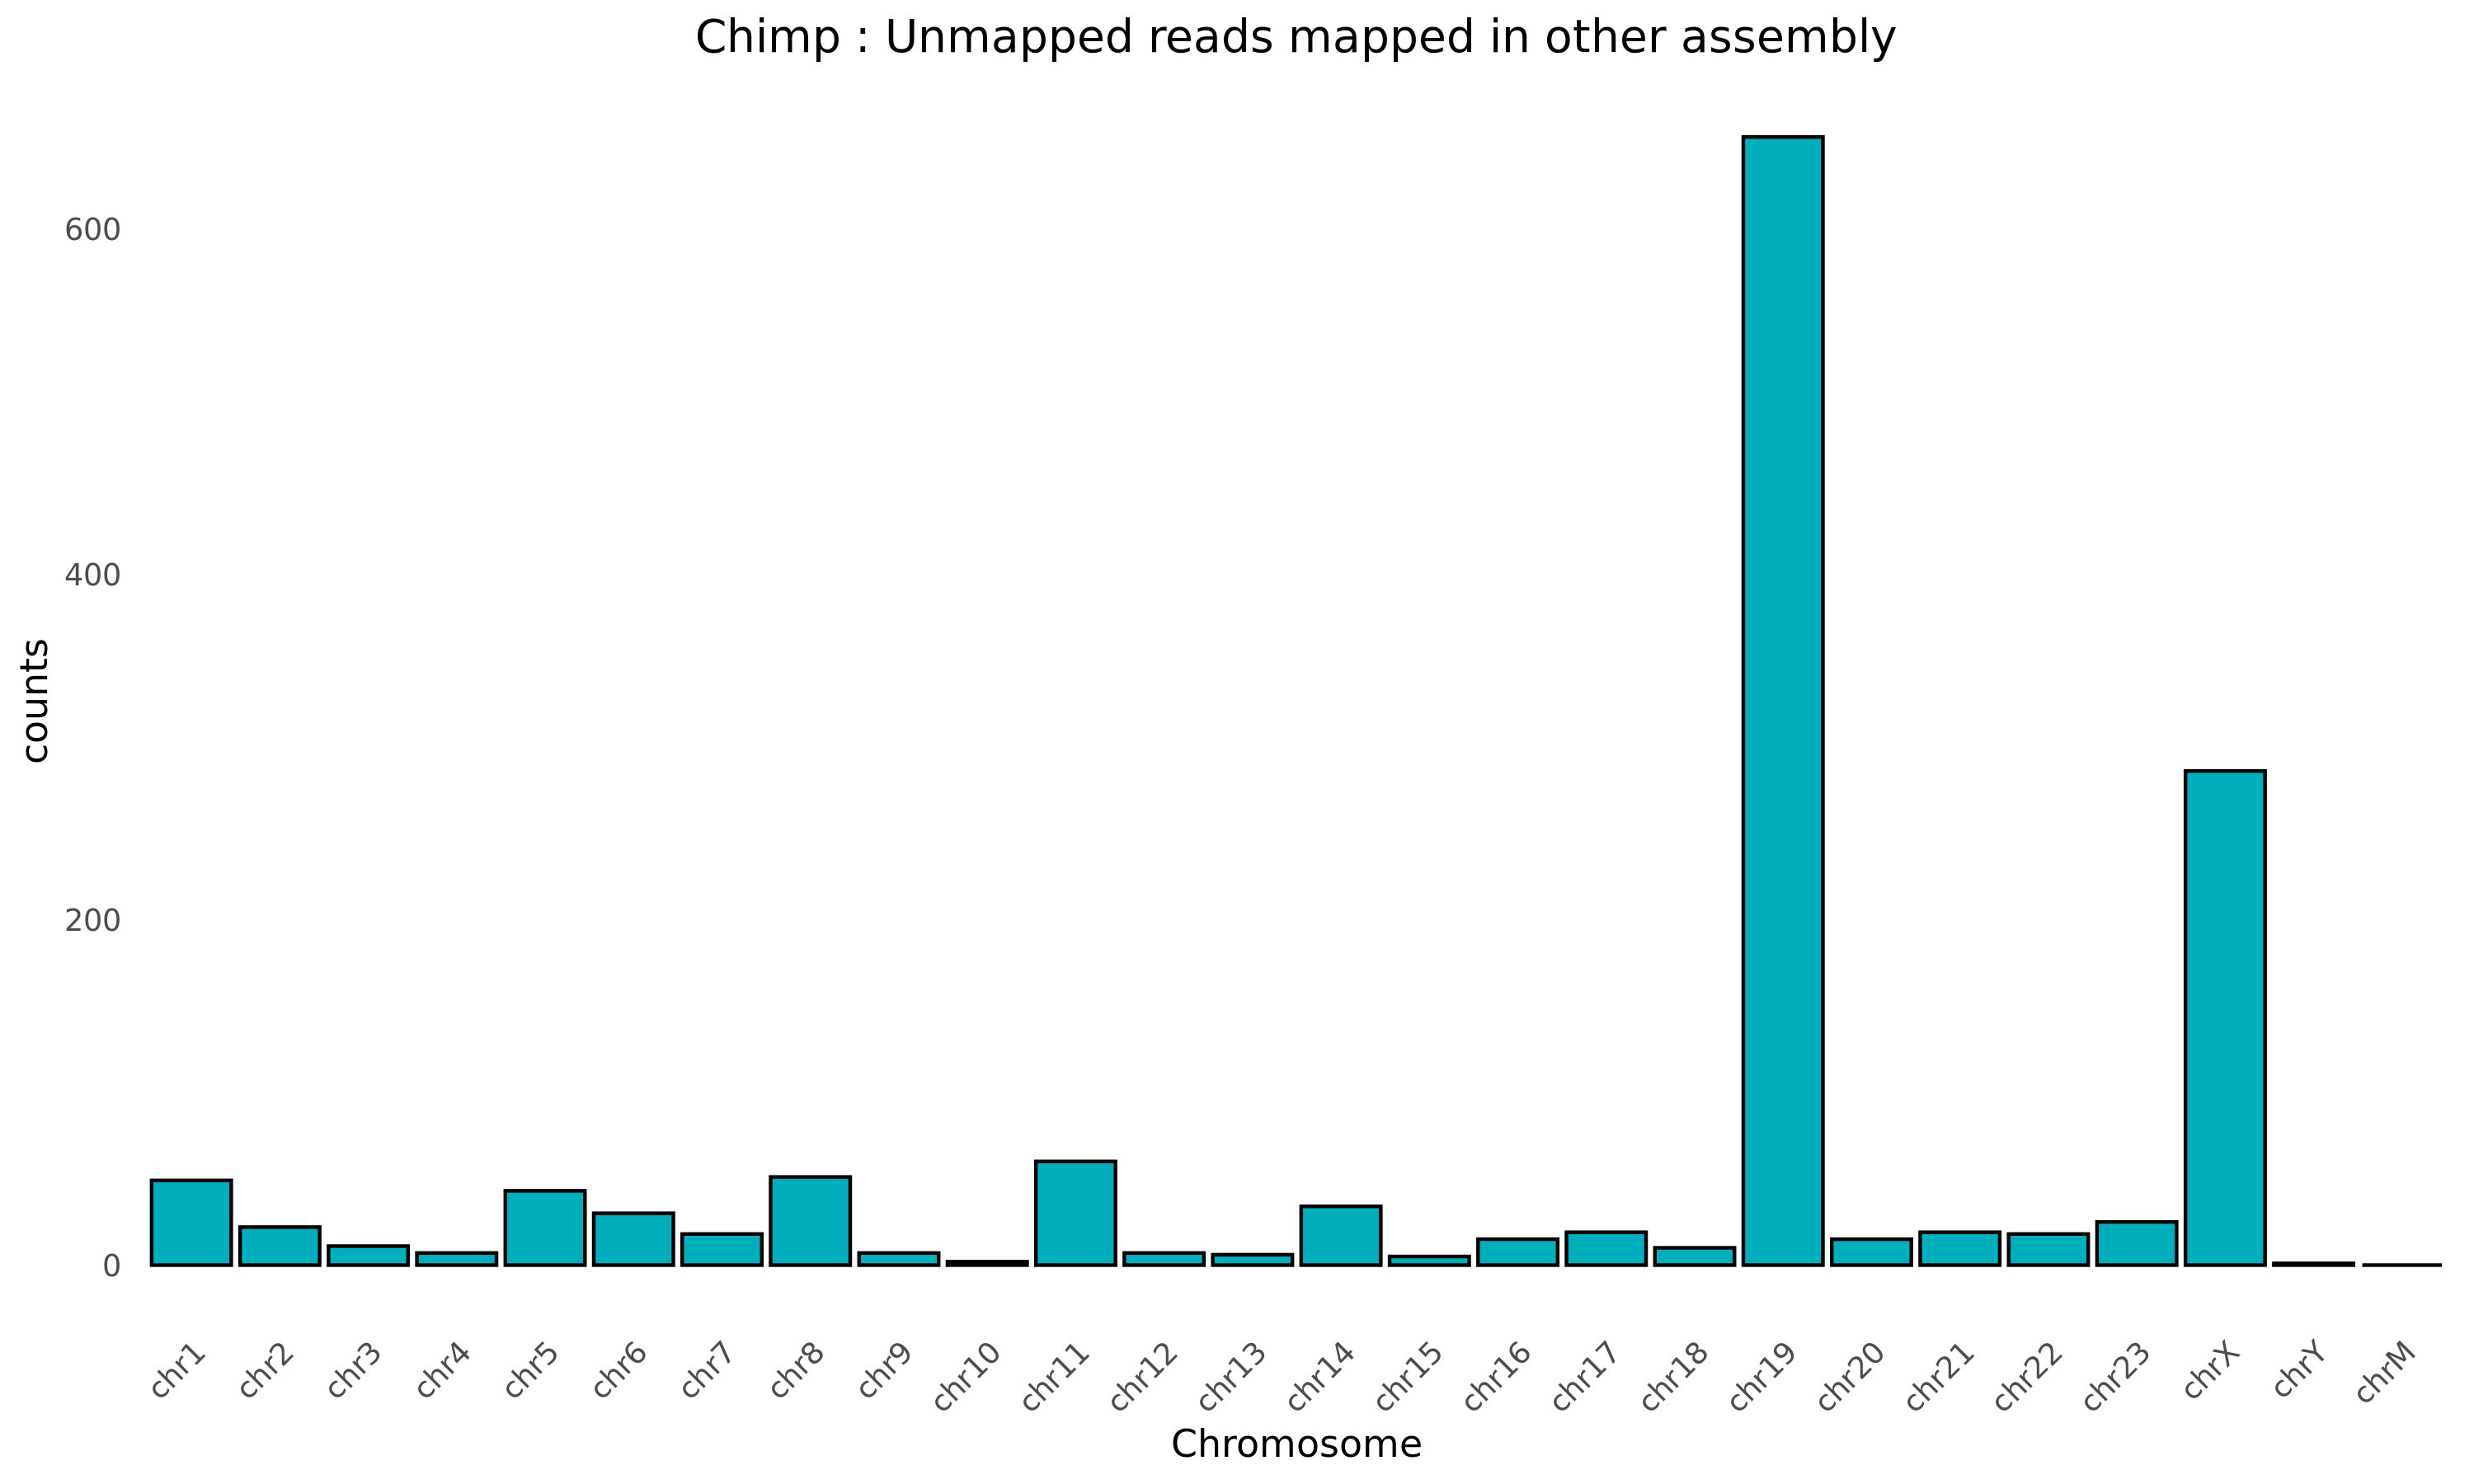 Chimp : Unmapped reads mapped in other assembly
600
400
200
0
counts
chr1
chr2
chr3
chr4
chr5
chr6
chr7
chr8
chr9
chr10
chr11
chr12
chr13
chr14
chr15
chr16
chr17
chr18
chr19
chr20
chr21
chr22
chr23
chrX
chrY
chrM
Chromosome